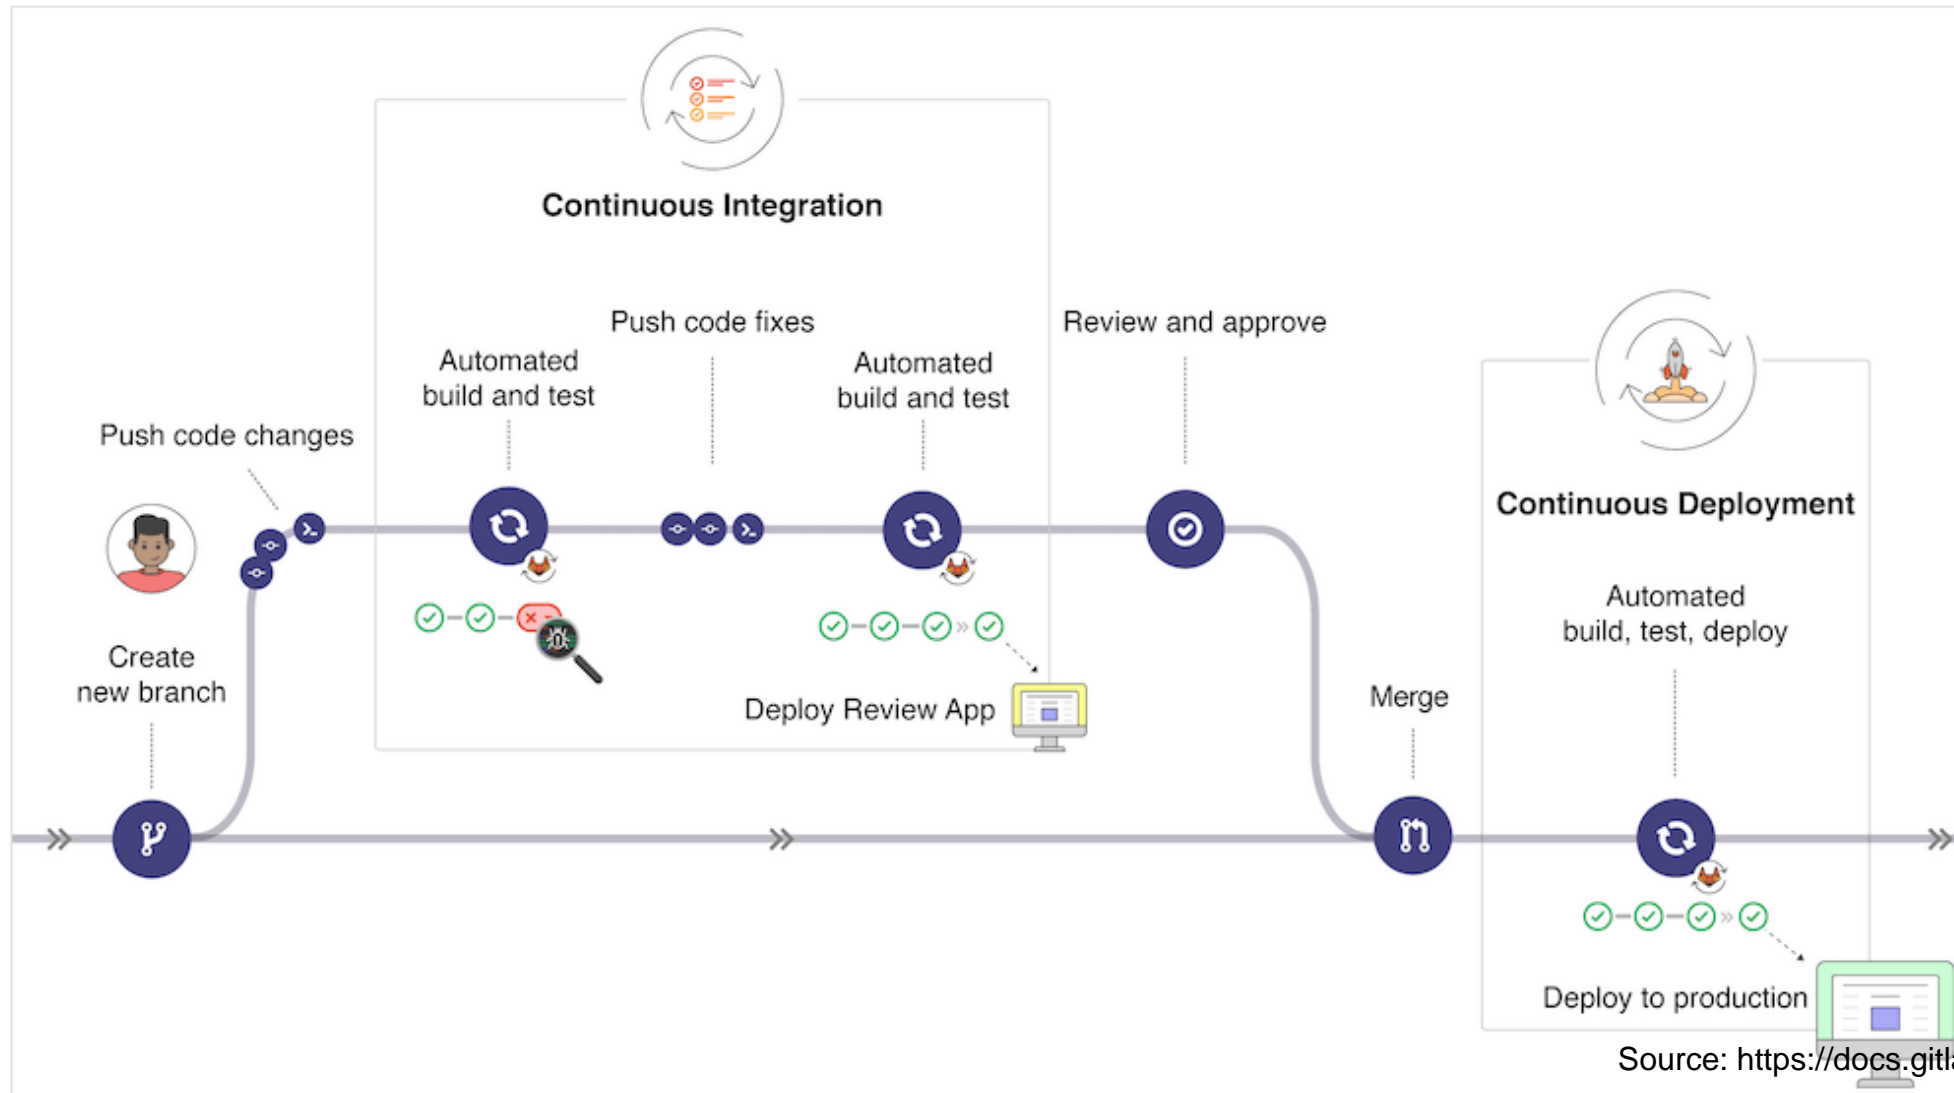 Continuous Integration
Push code fixes
Review and approve
Automated
build and test
Automated
build and test
Push code changes
Continuous Deployment
Automated
build, test, deploy
Create
new branch
Merge
Deploy Review App
Deploy to production
Source: https://docs.gitl